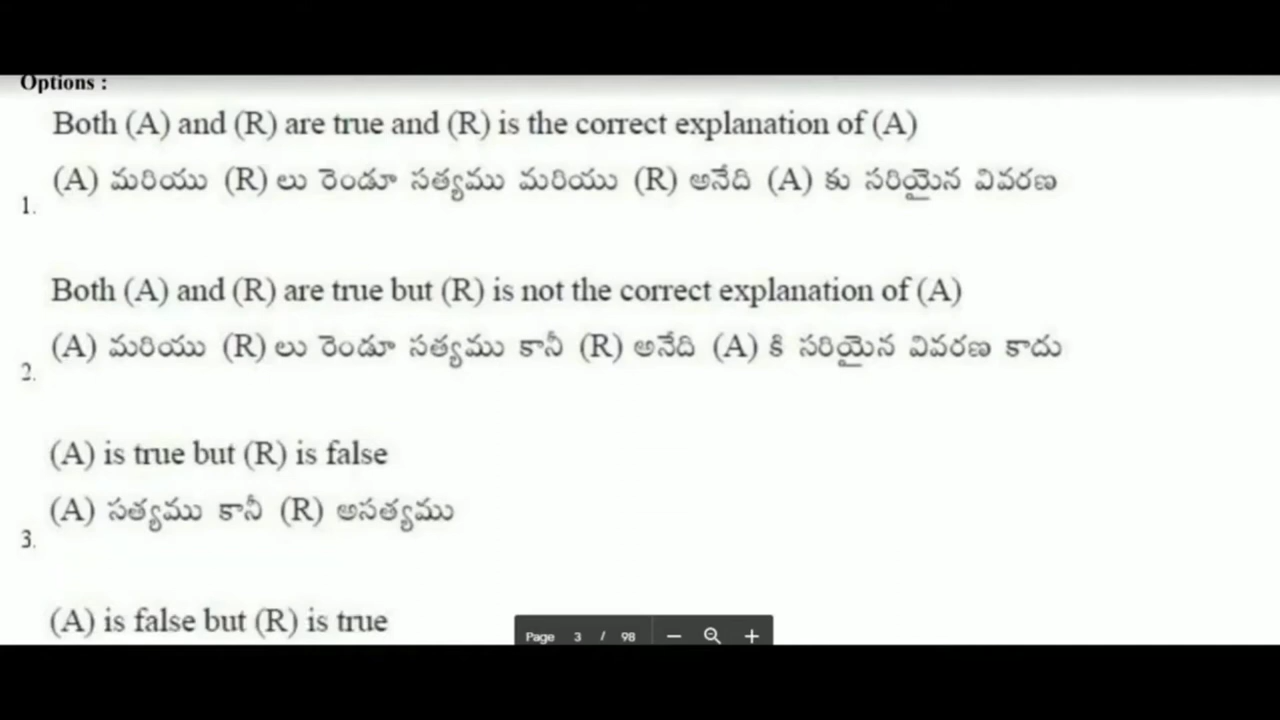 Options :
Both (A) and (R) are true and (R) is the correct explanation of (A)
(A) మరియు (R) లు రెండూ సత్యము మరియు (R) అనేది (A) కు సరియైన వివరణ
1.
Both (A) and (R) are true but (R) is not the correct explanation of (A)
(A) మరియు (R) లు రెండూ సత్యము కానీ (R) అనేది (A) కి సరియైన వివరణ కాదు
2.
(A) is true but (R) is false
(A) సత్యము కానీ (R) అసత్యము
3.
(A) is false but (R) is true
Page 3 / 98